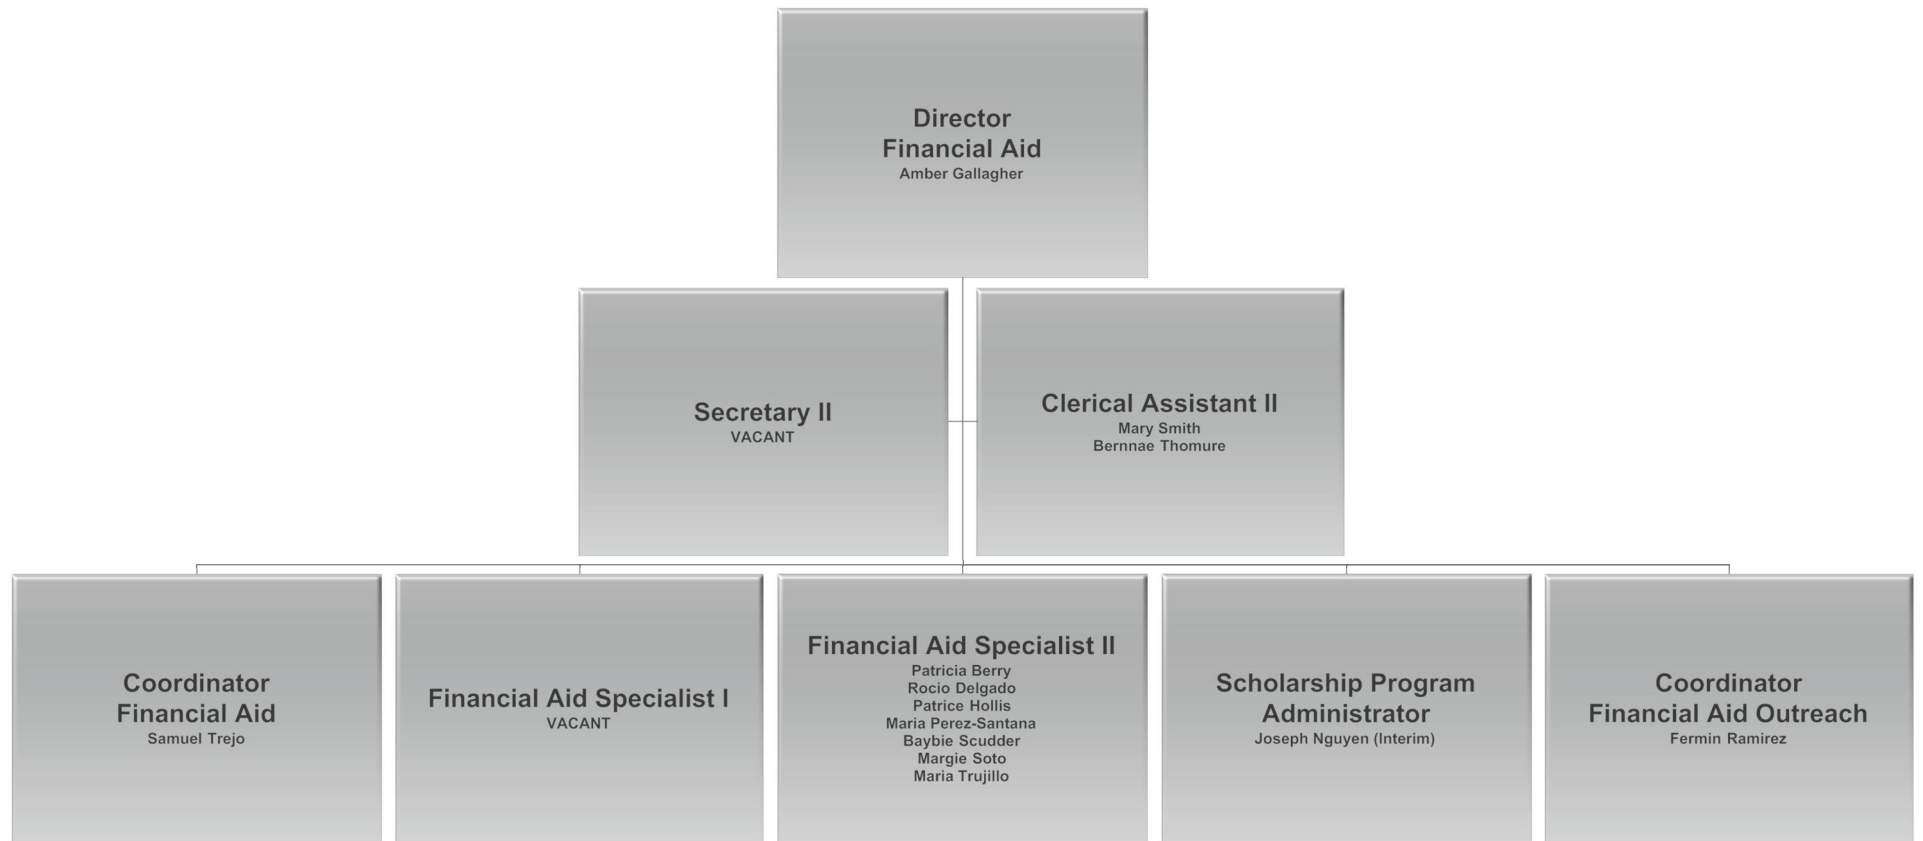 Director
Financial Aid
Amber Gallagher
Secretary II
VACANT
Clerical Assistant II
Mary Smith
Bernnae Thomure
Coordinator
Financial Aid
Samuel Trejo
Financial Aid Specialist I
VACANT
Financial Aid Specialist II
Patricia Berry
Rocio Delgado
Patrice Hollis
Maria Perez-Santana
Baybie Scudder
Margie Soto
Maria Trujillo
Scholarship Program
Administrator
Joseph Nguyen (Interim)
Coordinator
Financial Aid Outreach
Fermin Ramirez